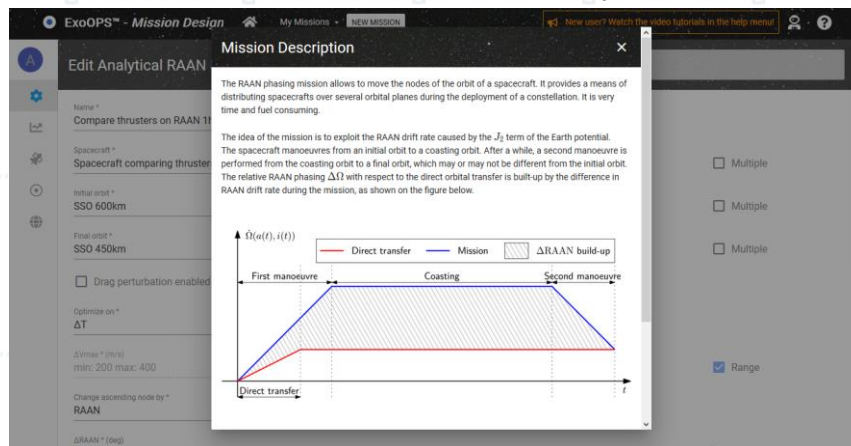 ExoOPS™ - Mission Design
My Missions
NEW MISSION
New user? Watch the video tutorials in the help menu!
A
Edit Analytical RAAN
Mission Description
The RAAN phasing mission allows to move the nodes of the orbit of a spacecraft. It provides a means of
distributing spacecrafts over several orbital planes during the deployment of a constellation. It is very
time and fuel consuming.
The idea of the mission is to exploit the RAAN drift rate caused by the J₂ term of the Earth potential.
The spacecraft manoeuvres from an initial orbit to a coasting orbit. After a while, a second manoeuvre is
performed from the coasting orbit to a final orbit, which may or may not be different from the initial orbit.
The relative RAAN phasing ΔΩ with respect to the direct orbital transfer is built-up by the difference in
RAAN drift rate during the mission, as shown on the figure below.
Ω̇(a(t), i(t))
Direct transfer
Mission
ΔRAAN build-up
First manoeuvre
Coasting
Second manoeuvre
Direct transfer
t
Name *
Compare thrusters on RAAN
Spacecraft *
Spacecraft comparing thruster
Multiple
Initial orbit *
SSO 600km
Multiple
Final orbit *
SSO 450km
Multiple
Drag perturbation enabled
Optimize on *
ΔT
ΔVmax * (m/s)
min: 200 max: 400
Range
Change ascending node by *
RAAN
ΔRAAN * (deg)